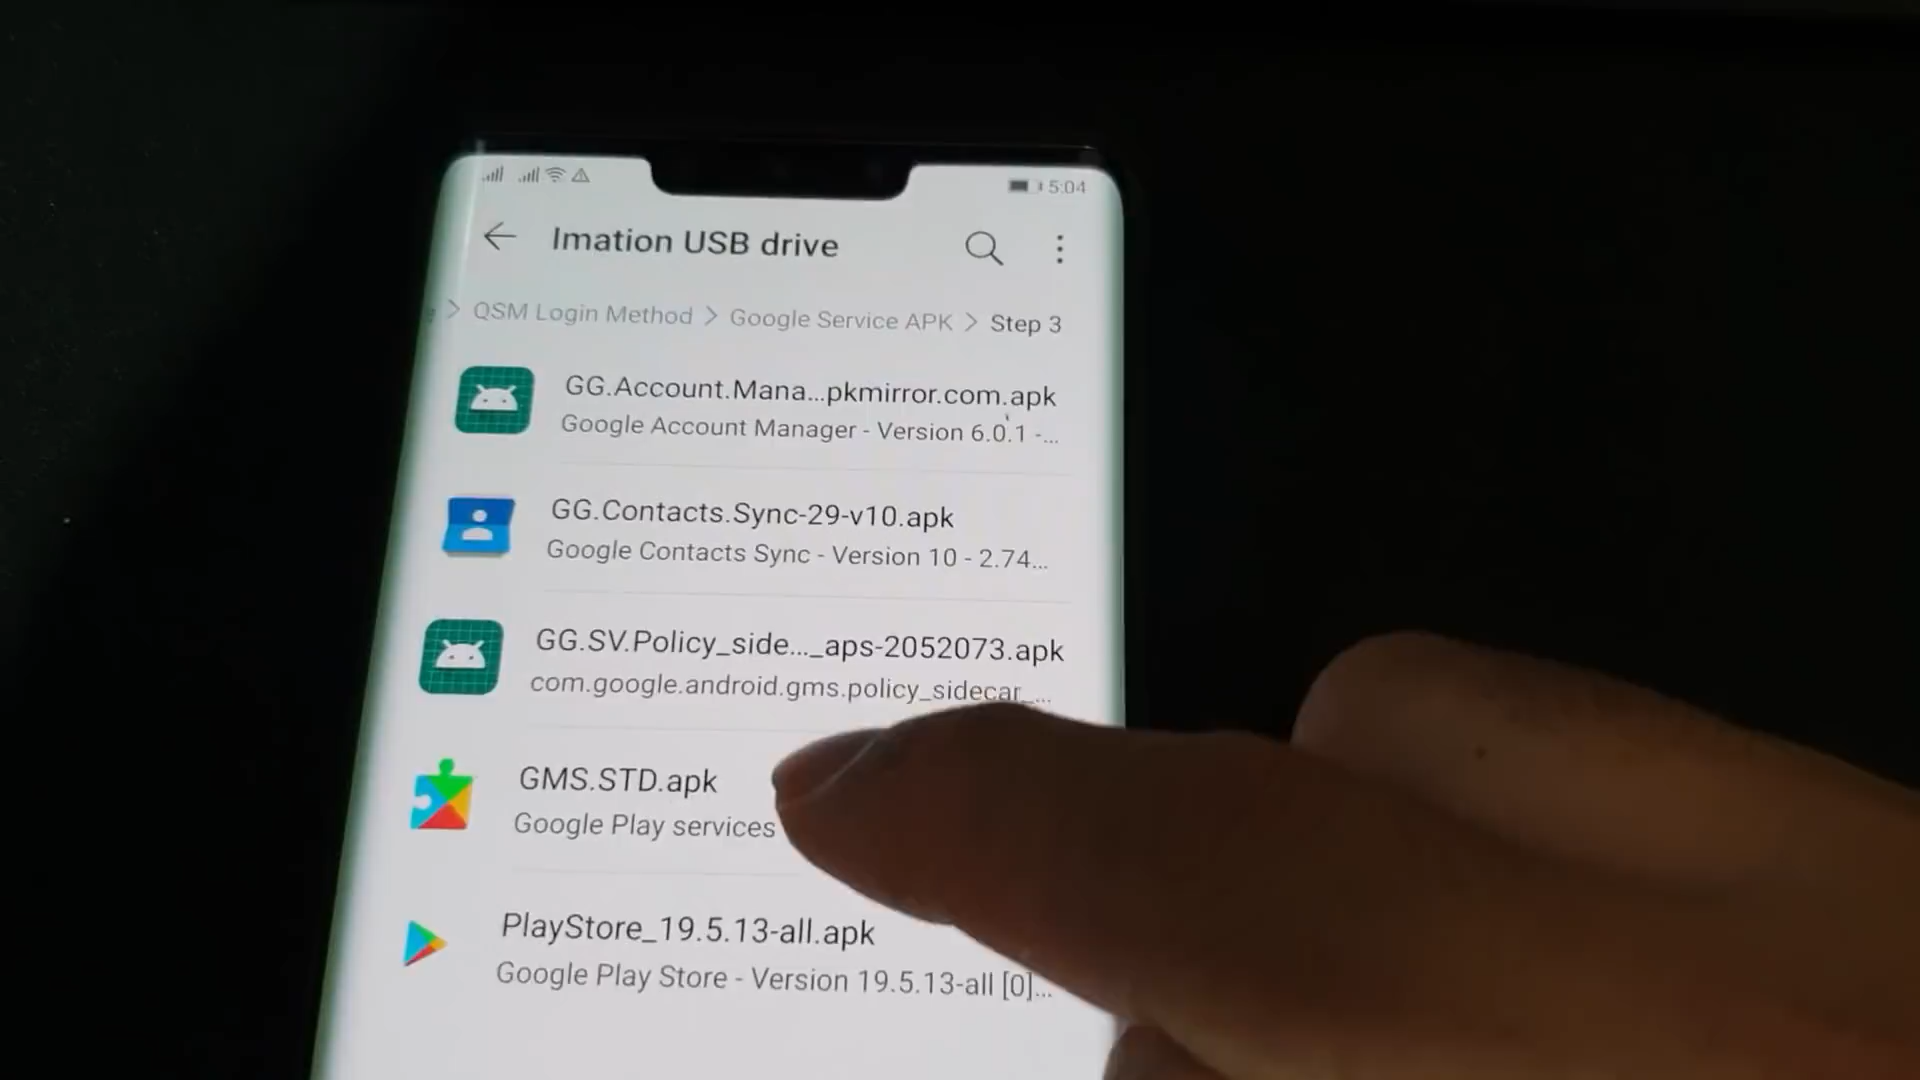 5:04
Imation USB drive
> QSM Login Method > Google Service APK > Step 3
GG.Account.Mana...pkmirror.com.apk
Google Account Manager - Version 6.0.1 -...
GG.Contacts.Sync-29-v10.apk
Google Contacts Sync - Version 10 - 2.74...
GG.SV.Policy_side..._aps-2052073.apk
com.google.android.gms.policy_sidecar_...
GMS.STD.apk
Google Play services
PlayStore_19.5.13-all.apk
Google Play Store - Version 19.5.13-all [0]...